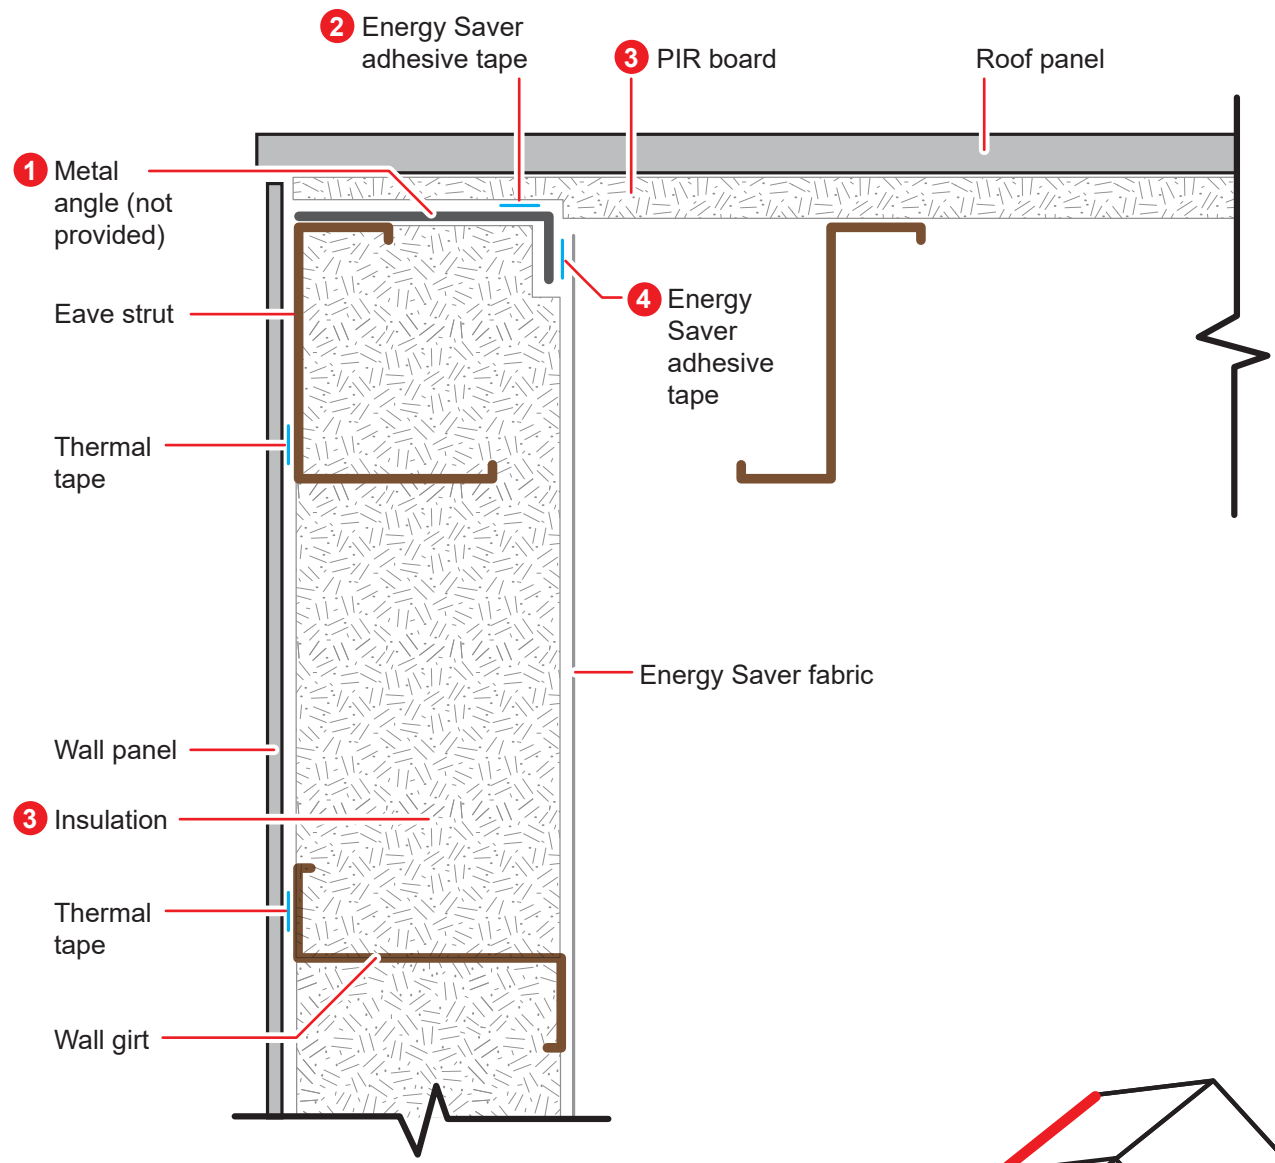 2 Energy Saver
adhesive tape
3 PIR board
Roof panel
1 Metal
angle (not
provided)
4 Energy
Saver
adhesive
tape
Eave strut
Thermal
tape
Energy Saver fabric
Wall panel
3 Insulation
Thermal
tape
Wall girt